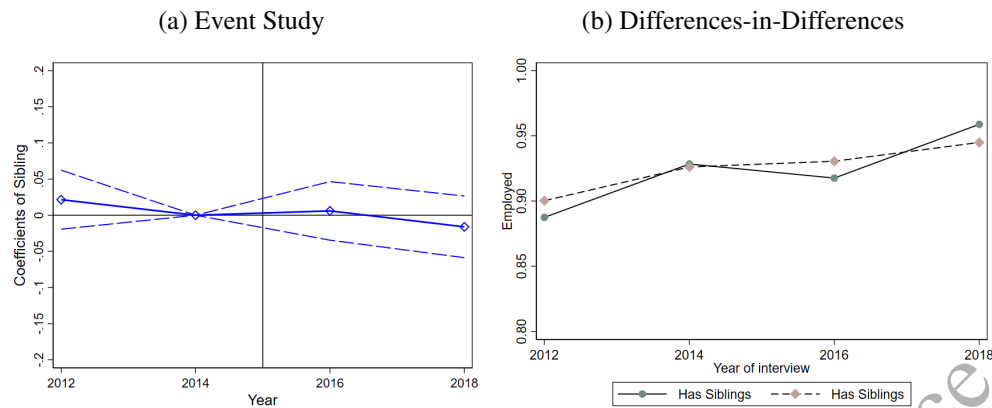 (a) Event Study
(b) Differences-in-Differences
Coefficients of Sibling
.2
.15
.1
.05
0
-.05
-.1
-.15
-.2
2012
2014
2016
2018
Year
Employed
1.00
0.95
0.90
0.85
0.80
2012
2014
2016
2018
Year of interview
Has Siblings
Has Siblings